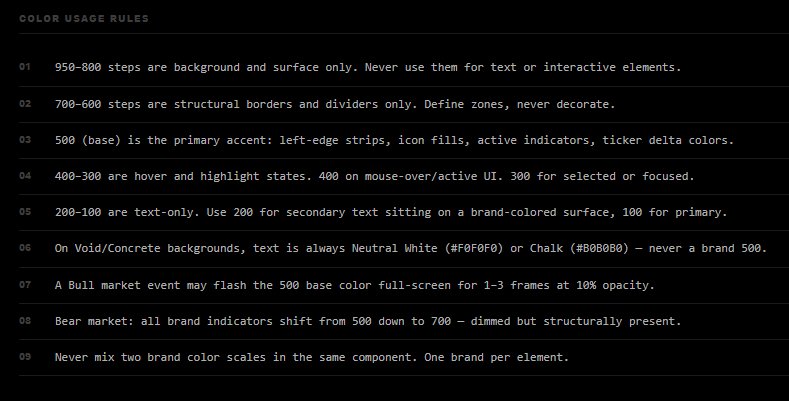 COLOR USAGE RULES
01 950–800 steps are background and surface only. Never use them for text or interactive elements.
02 700–600 steps are structural borders and dividers only. Define zones, never decorate.
03 500 (base) is the primary accent: left-edge strips, icon fills, active indicators, ticker delta colors.
04 400–300 are hover and highlight states. 400 on mouse-over/active UI. 300 for selected or focused.
05 200–100 are text-only. Use 200 for secondary text sitting on a brand-colored surface, 100 for primary.
06 On Void/Concrete backgrounds, text is always Neutral White (#F0F0F0) or Chalk (#B0B0B0) — never a brand 500.
07 A Bull market event may flash the 500 base color full-screen for 1–3 frames at 10% opacity.
08 Bear market: all brand indicators shift from 500 down to 700 — dimmed but structurally present.
09 Never mix two brand color scales in the same component. One brand per element.